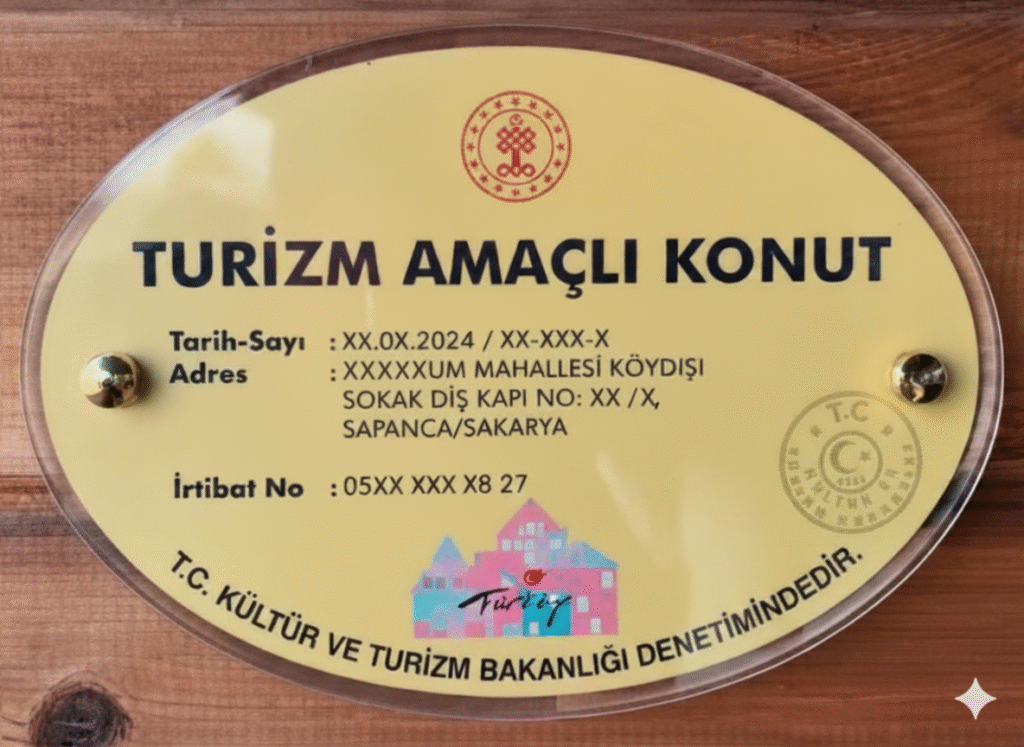 TURİZM AMAÇLI KONUT
Tarih-Sayı : XX.0X.2024 / XX-XXX-X
Adres : XXXXXUM MAHALLESİ KÖYDIŞI
SOKAK DİŞ KAPI NO: XX /X,
SAPANCA/SAKARYA
İrtibat No : 05XX XXX X8 27
T.C
Türkiy
T.C. KÜLTÜR VE TURİZM BAKANLIĞI DENETİMİNDEDİR.